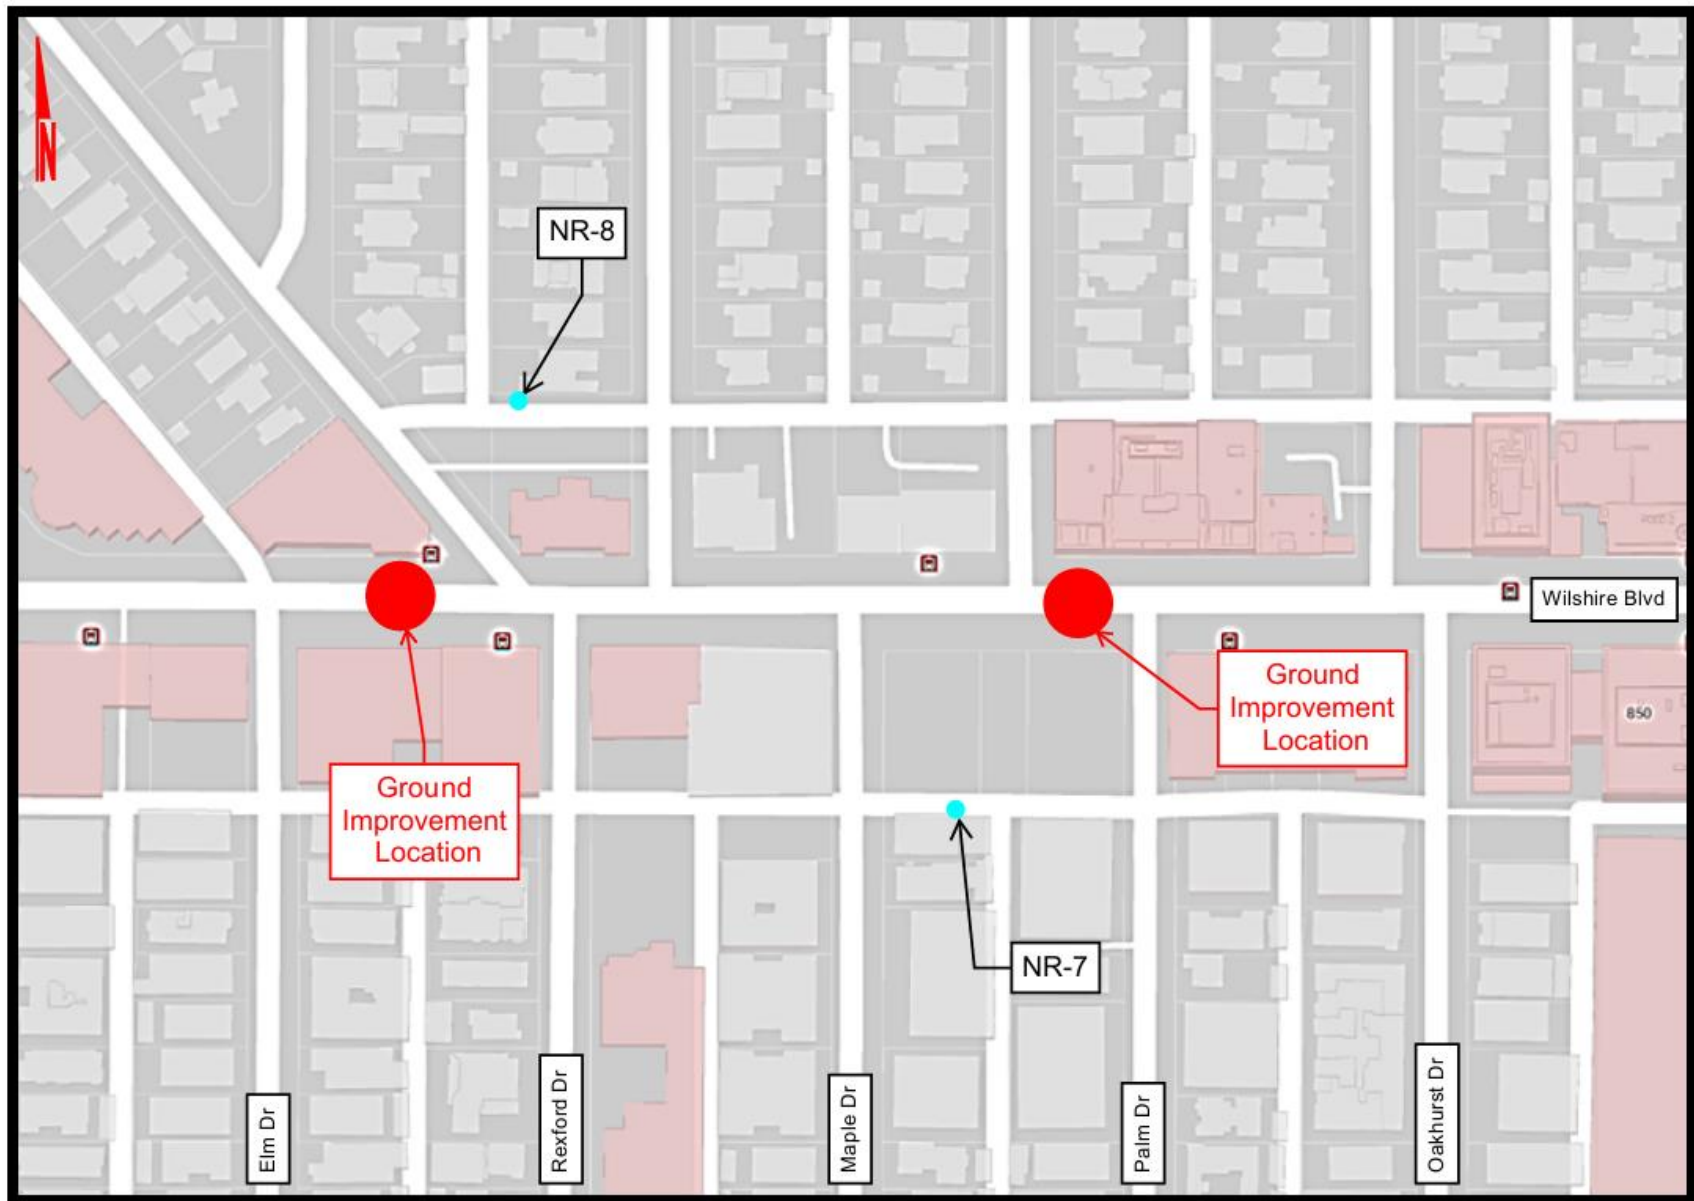 N
NR-8
Wilshire Blvd
Ground
Improvement
Location
850
Ground
Improvement
Location
NR-7
Elm Dr
Rexford Dr
Maple Dr
Palm Dr
Oakhurst Dr